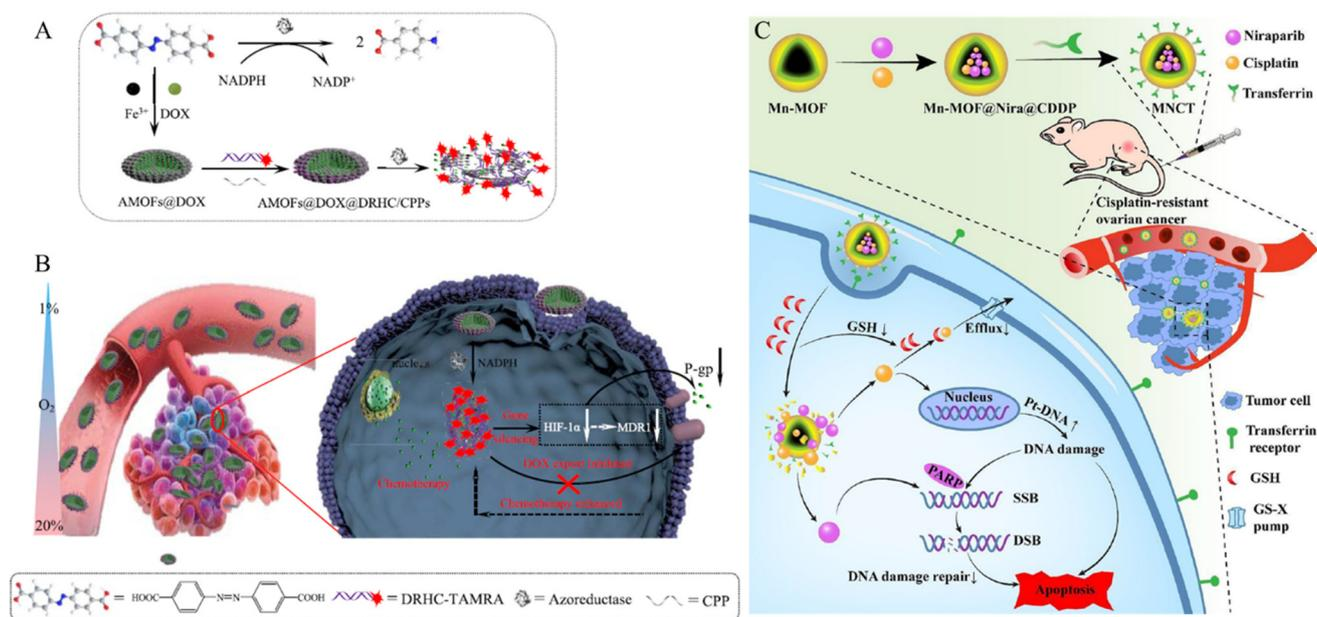 A
2
NADPH
NADP⁺
Fe³⁺
DOX
AMOFs@DOX
AMOFs@DOX@DRHC/CPPs
B
1%
O₂
20%
nucleus
NADPH
P-gp
Gene
silencing
HIF-1α
MDR1
DOX export inhibited
Chemotherapy
Chemotherapy enhanced
= HOOC
N=N
COOH
= DRHC-TAMRA
= Azoreductase
= CPP
C
Mn-MOF
Mn-MOF@Nira@CDDP
MNCT
Niraparib
Cisplatin
Transferrin
Cisplatin-resistant
ovarian cancer
GSH ↓
Efflux↓
Nucleus
Pt-DNA ↑
DNA damage
PARP
SSB
DSB
DNA damage repair↓
Apoptosis
Tumor cell
Transferrin
receptor
GSH
GS-X
pump